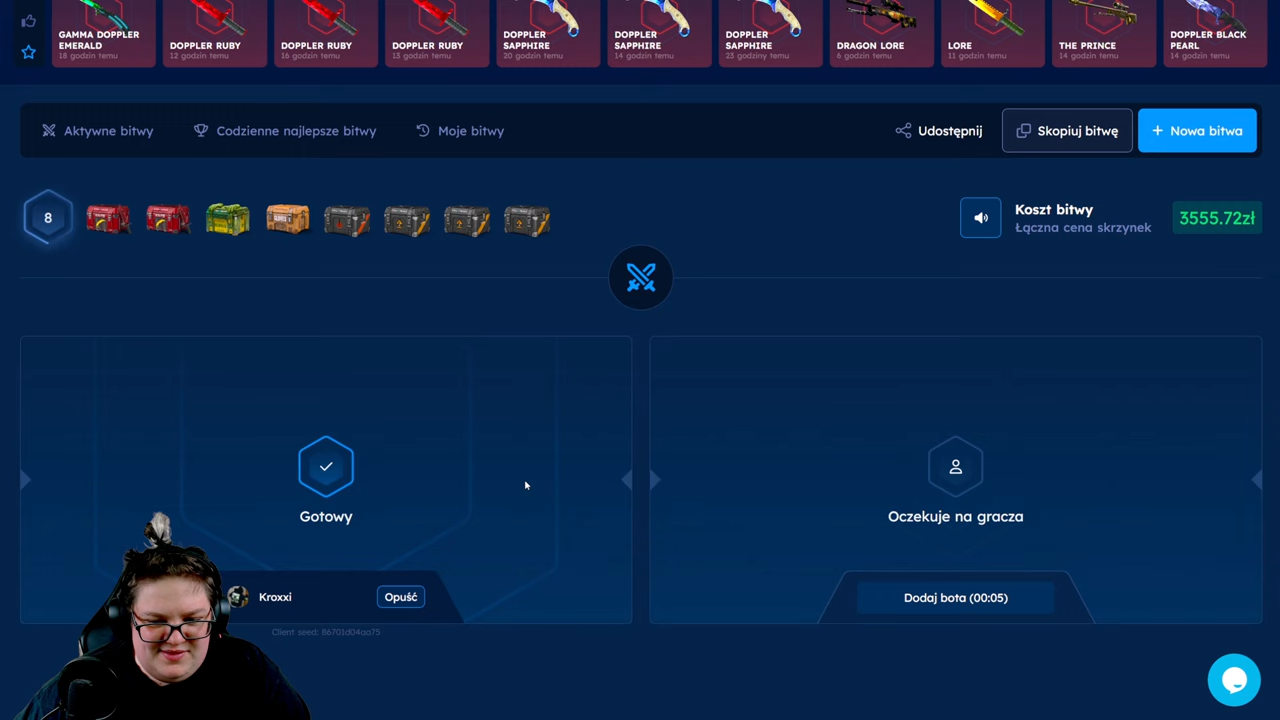 GAMMA DOPPLER
EMERALD
18 godzin temu
DOPPLER RUBY
12 godzin temu
DOPPLER RUBY
16 godzin temu
DOPPLER RUBY
13 godzin temu
DOPPLER
SAPPHIRE
20 godzin temu
DOPPLER
SAPPHIRE
14 godzin temu
DOPPLER
SAPPHIRE
23 godziny temu
DRAGON LORE
6 godzin temu
LORE
11 godzin temu
THE PRINCE
14 godzin temu
DOPPLER BLACK
PEARL
14 godzin temu
Aktywne bitwy
Codzienne najlepsze bitwy
Moje bitwy
Udostępnij
Skopiuj bitwę
+ Nowa bitwa
8
Koszt bitwy
Łączna cena skrzynek
3555.72zł
Gotowy
Oczekuje na gracza
Kroxxi
Opuść
Dodaj bota (00:05)
Client seed: 86701d04aa75